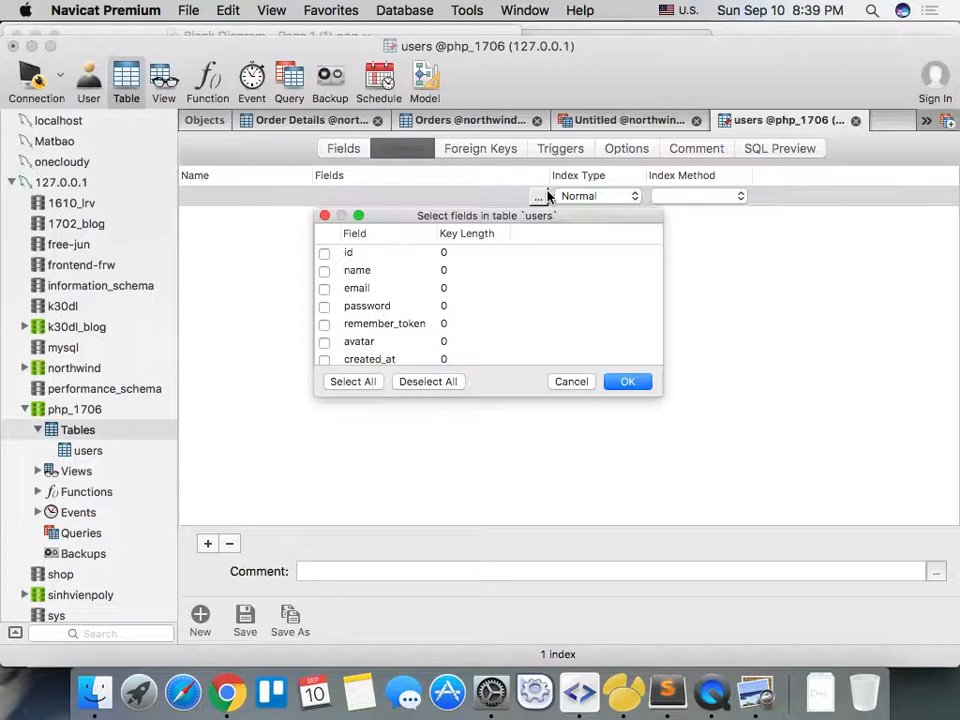 Navicat Premium File Edit View Favorites Database Tools Window Help U.S. Sun Sep 10 8:39 PM
users @php_1706 (127.0.0.1)
Connection User Table View Function Event Query Backup Schedule Model Sign In
Objects Order Details @nort... Orders @northwind... Untitled @northwin... users @php_1706 (...
localhost
Matbao
onecloudy
127.0.0.1
1610_lrv
1702_blog
free-jun
frontend-frw
information_schema
k30dl
k30dl_blog
mysql
northwind
performance_schema
php_1706
Tables
users
Views
Functions
Events
Queries
Backups
shop
sinhvienpoly
sys
Search
Fields Foreign Keys Triggers Options Comment SQL Preview
Name Fields Index Type Index Method
... Normal
Select fields in table `users`
Field Key Length
id 0
name 0
email 0
password 0
remember_token 0
avatar 0
created_at 0
Select All Deselect All Cancel OK
+ −
Comment: ...
New Save Save As
1 index
SEP
10